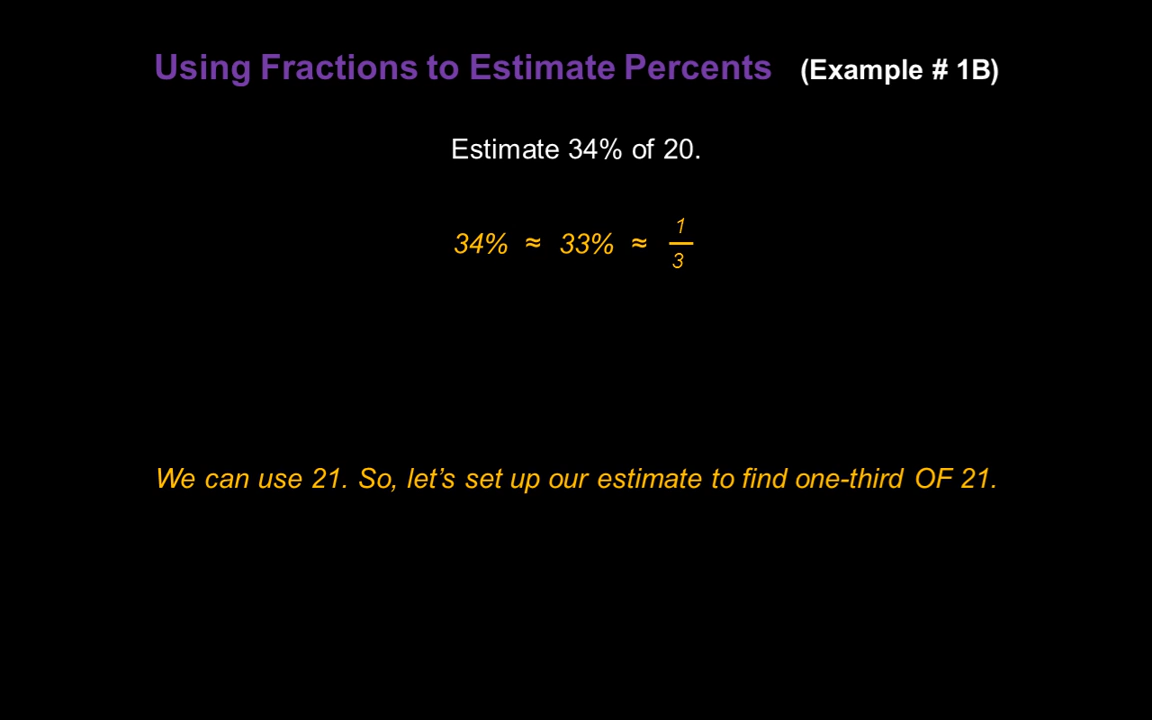 Using Fractions to Estimate Percents (Example # 1B)
Estimate 34% of 20.
34% ≈ 33% ≈ 1/3
We can use 21. So, let’s set up our estimate to find one-third OF 21.